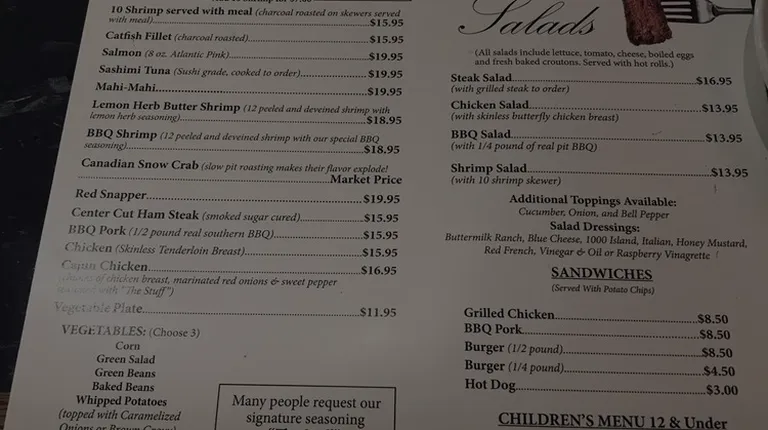 10 Shrimp served with meal (charcoal roasted on skewers served
with meal)...$15.95
Catfish Fillet (charcoal roasted)...$15.95
Salmon (8 oz. Atlantic Pink)...$19.95
Sashimi Tuna (Sushi grade, cooked to order)...$19.95
Mahi-Mahi...$19.95
Lemon Herb Butter Shrimp (12 peeled and deveined shrimp with
lemon herb seasoning)...$18.95
BBQ Shrimp (12 peeled and deveined shrimp with our special BBQ
seasoning)...$18.95
Canadian Snow Crab (slow pit roasting makes their flavor explode!
...Market Price
Red Snapper...$19.95
Center Cut Ham Steak (smoked sugar cured)...$15.95
BBQ Pork (1/2 pound real southern BBQ)...$15.95
Chicken (Skinless Tenderloin Breast)...$15.95
Cajun Chicken...$16.95
of chicken breast, marinated red onions & sweet pepper
with "The Stuff")
Vegetable Plate...$11.95
VEGETABLES: (Choose 3)
Corn
Green Salad
Green Beans
Baked Beans
Whipped Potatoes
(topped with Caramelized
Onions or Brown Gravy)
Many people request our
signature seasoning
Salads
(All salads include lettuce, tomato, cheese, boiled eggs
and fresh baked croutons. Served with hot rolls.)
Steak Salad...$16.95
(with grilled steak to order)
Chicken Salad...$13.95
(with skinless butterfly chicken breast)
BBQ Salad...$13.95
(with 1/4 pound of real pit BBQ)
Shrimp Salad...$13.95
(with 10 shrimp skewer)
Additional Toppings Available:
Cucumber, Onion, and Bell Pepper
Salad Dressings:
Buttermilk Ranch, Blue Cheese, 1000 Island, Italian, Honey Mustard,
Red French, Vinegar & Oil or Raspberry Vinagrette
SANDWICHES
(Served With Potato Chips)
Grilled Chicken...$8.50
BBQ Pork...$8.50
Burger (1/2 pound)...$8.50
Burger (1/4 pound)...$4.50
Hot Dog...$3.00
CHILDREN'S MENU 12 & Under